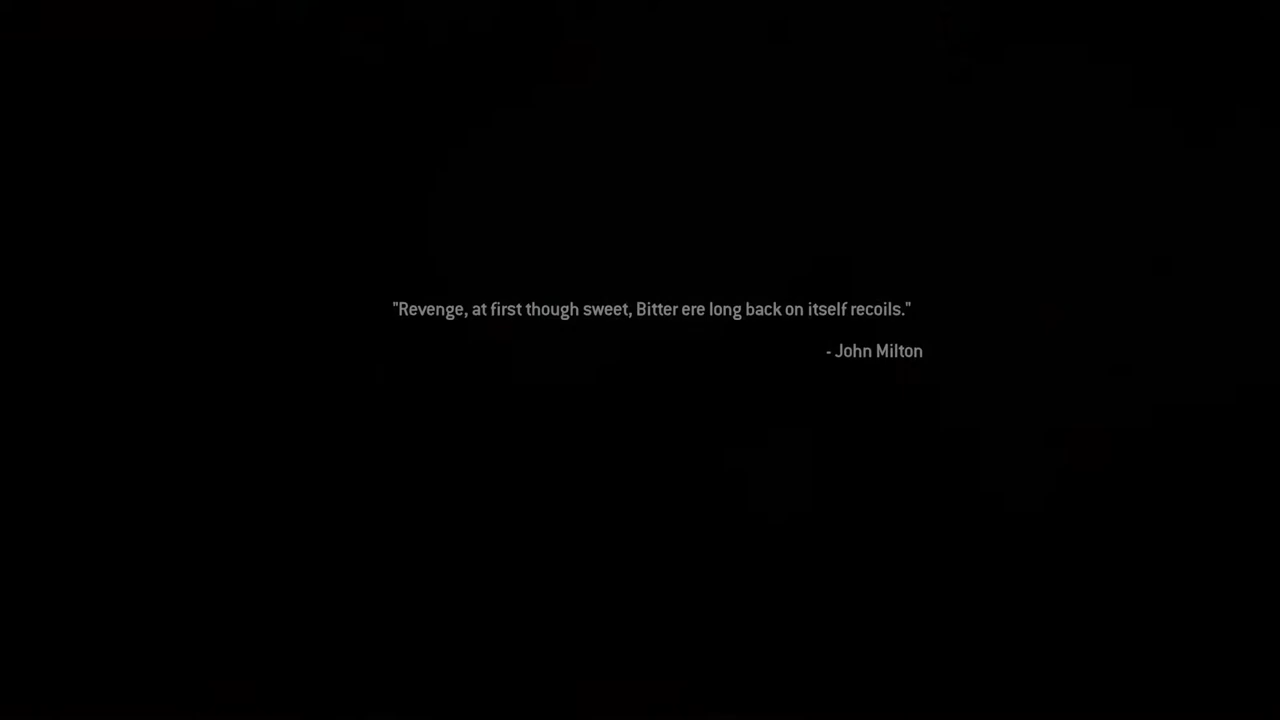 "Revenge, at first though sweet, Bitter ere long back on itself recoils."
- John Milton